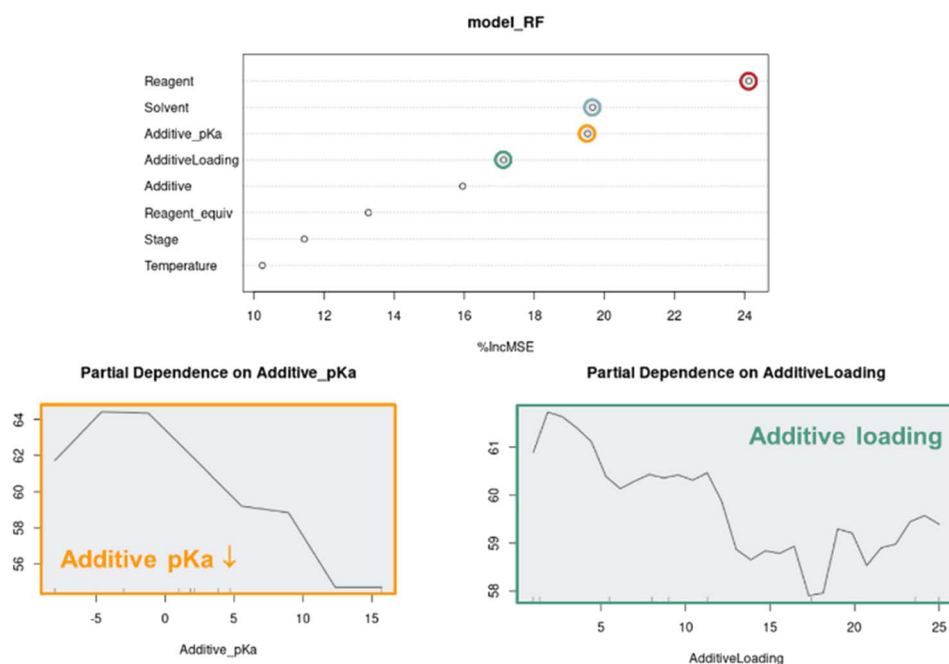 model_RF
Reagent
Solvent
Additive_pKa
AdditiveLoading
Additive
Reagent_equiv
Stage
Temperature
10 12 14 16 18 20 22 24
%IncMSE
Partial Dependence on Additive_pKa
64
62
60
58
56
Additive pKa ↓
-5 0 5 10 15
Additive_pKa
Partial Dependence on AdditiveLoading
Additive loading
61
60
59
58
5 10 15 20 25
AdditiveLoading